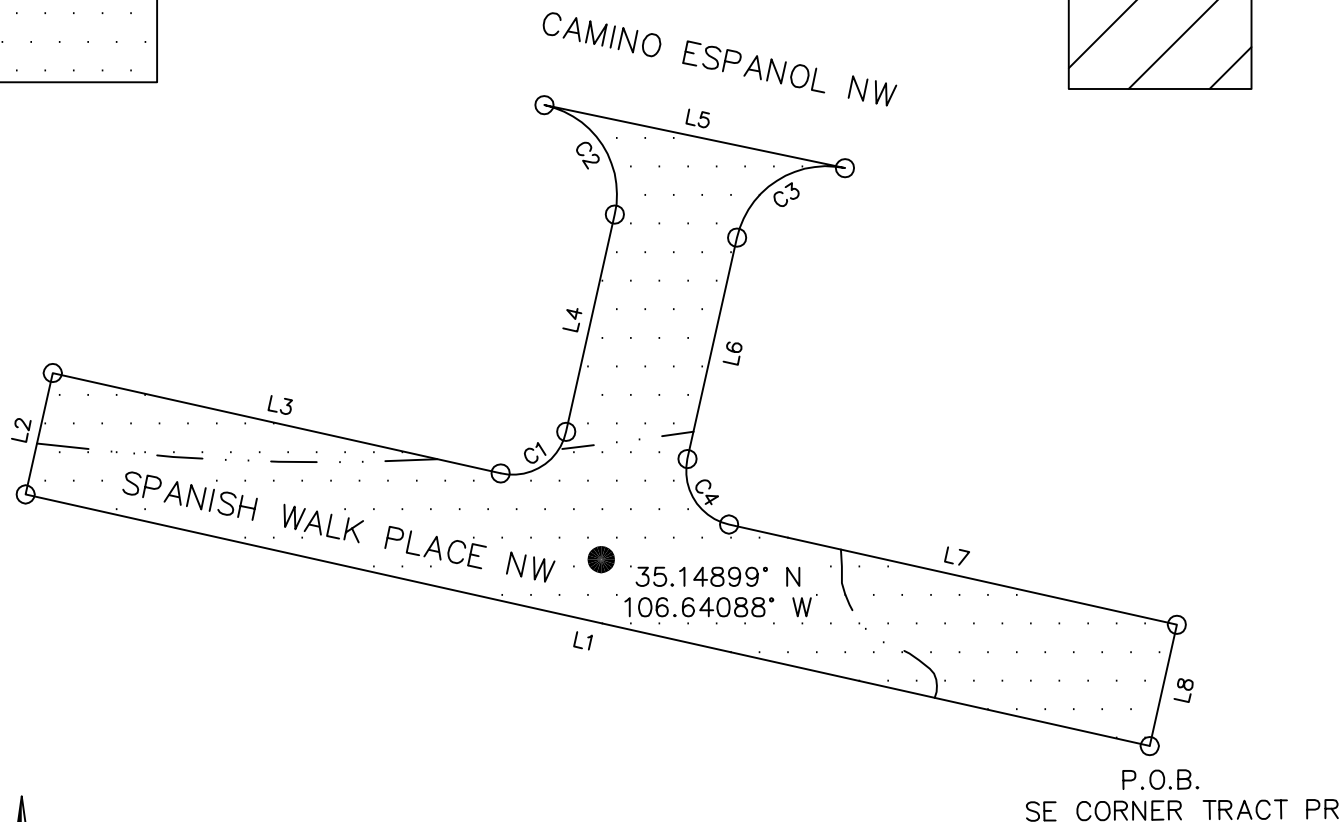 CAMINO ESPANOL NW
L5
C2
C3
L4
L6
L3
L2
C1
C4
SPANISH WALK PLACE NW
L7
35.14899° N
106.64088° W
L1
L8
P.O.B.
SE CORNER TRACT PR